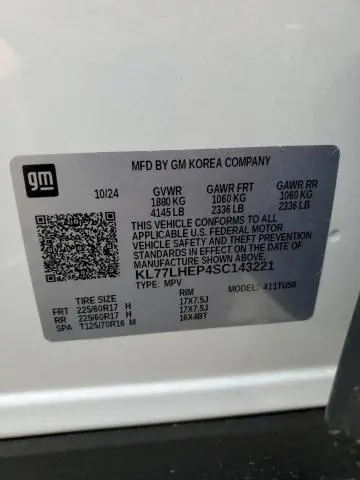 gm
MFD BY GM KOREA COMPANY
10/24 GVWR GAWR FRT GAWR RR
1880 KG 1060 KG 1060 KG
4145 LB 2336 LB 2336 LB
THIS VEHICLE CONFORMS TO ALL
APPLICABLE U.S. FEDERAL MOTOR
VEHICLE SAFETY AND THEFT PREVENTION
STANDARDS IN EFFECT ON THE DATE OF
MANUFACTURE SHOWN ABOVE.
KL77LHEP4SC143221
TYPE: MPV MODEL: 411TU58
TIRE SIZE RIM
FRT 225/60R17 H 17X7.5J
RR 225/60R17 H 17X7.5J
SPA T125/70R16 M 16X4BT